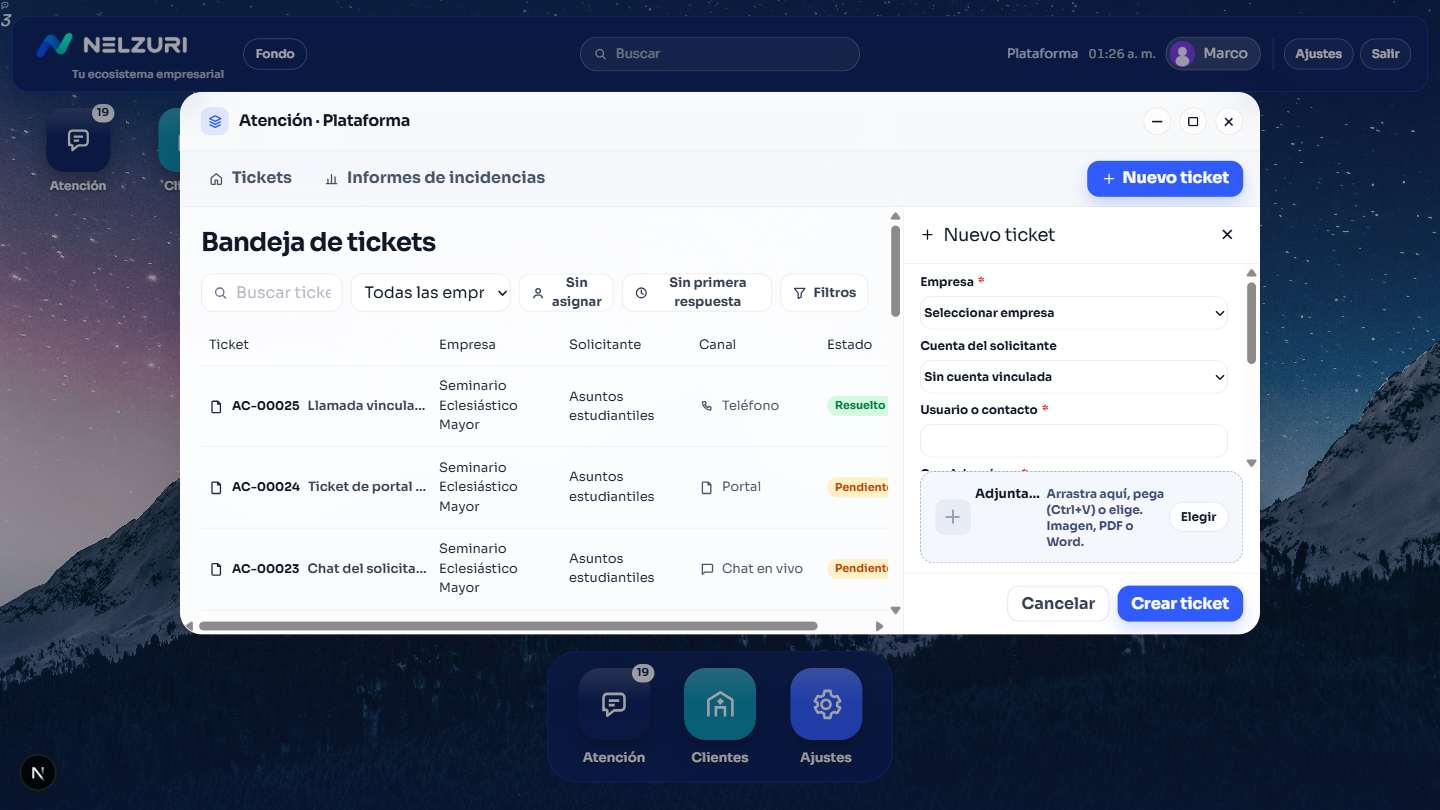 3
NELZURI
Tu ecosistema empresarial
Fondo
Buscar
Plataforma 01:26 a. m. Marco Ajustes Salir
19
Atención
Cli
Atención · Plataforma
Tickets Informes de incidencias
+ Nuevo ticket
Bandeja de tickets
Buscar ticke
Todas las empr
Sin
asignar
Sin primera
respuesta
Filtros
Ticket Empresa Solicitante Canal Estado
AC-00025 Llamada vincula...
Seminario
Eclesiástico
Mayor
Asuntos
estudiantiles
Teléfono
Resuelto
AC-00024 Ticket de portal ...
Seminario
Eclesiástico
Mayor
Asuntos
estudiantiles
Portal
Pendiente
AC-00023 Chat del solicita...
Seminario
Eclesiástico
Mayor
Asuntos
estudiantiles
Chat en vivo
Pendiente
+ Nuevo ticket
Empresa *
Seleccionar empresa
Cuenta del solicitante
Sin cuenta vinculada
Usuario o contacto *
Adjunta...
Arrastra aquí, pega
(Ctrl+V) o elige.
Imagen, PDF o
Word.
Elegir
Cancelar
Crear ticket
19
Atención
Clientes
Ajustes
N